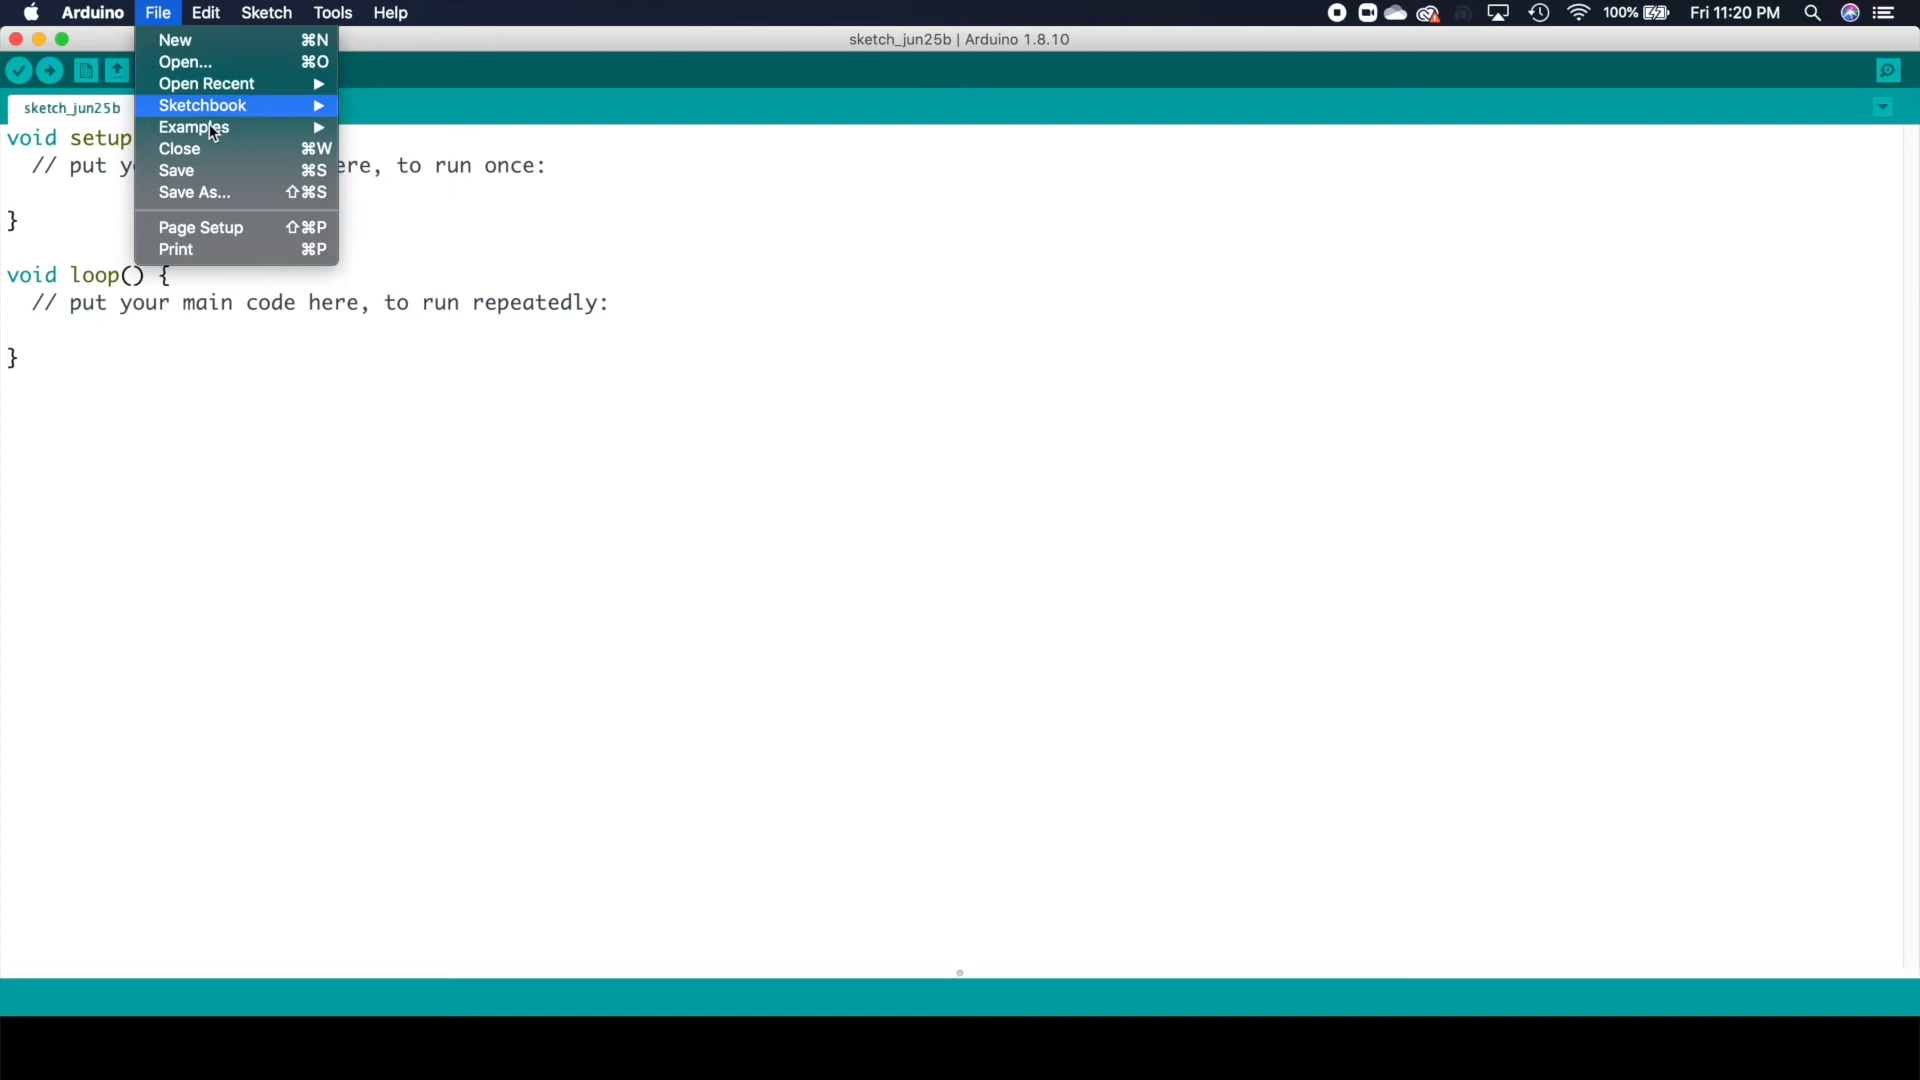 Arduino File Edit Sketch Tools Help 100% Fri 11:20 PM
sketch_jun25b | Arduino 1.8.10
New ⌘N
Open... ⌘O
Open Recent ▶
Sketchbook ▶
Examples ▶
Close ⌘W
Save ⌘S
Save As... ⇧⌘S
Page Setup ⇧⌘P
Print ⌘P
sketch_jun25b
void setup
// put y ere, to run once:
}
void loop() {
// put your main code here, to run repeatedly:
}